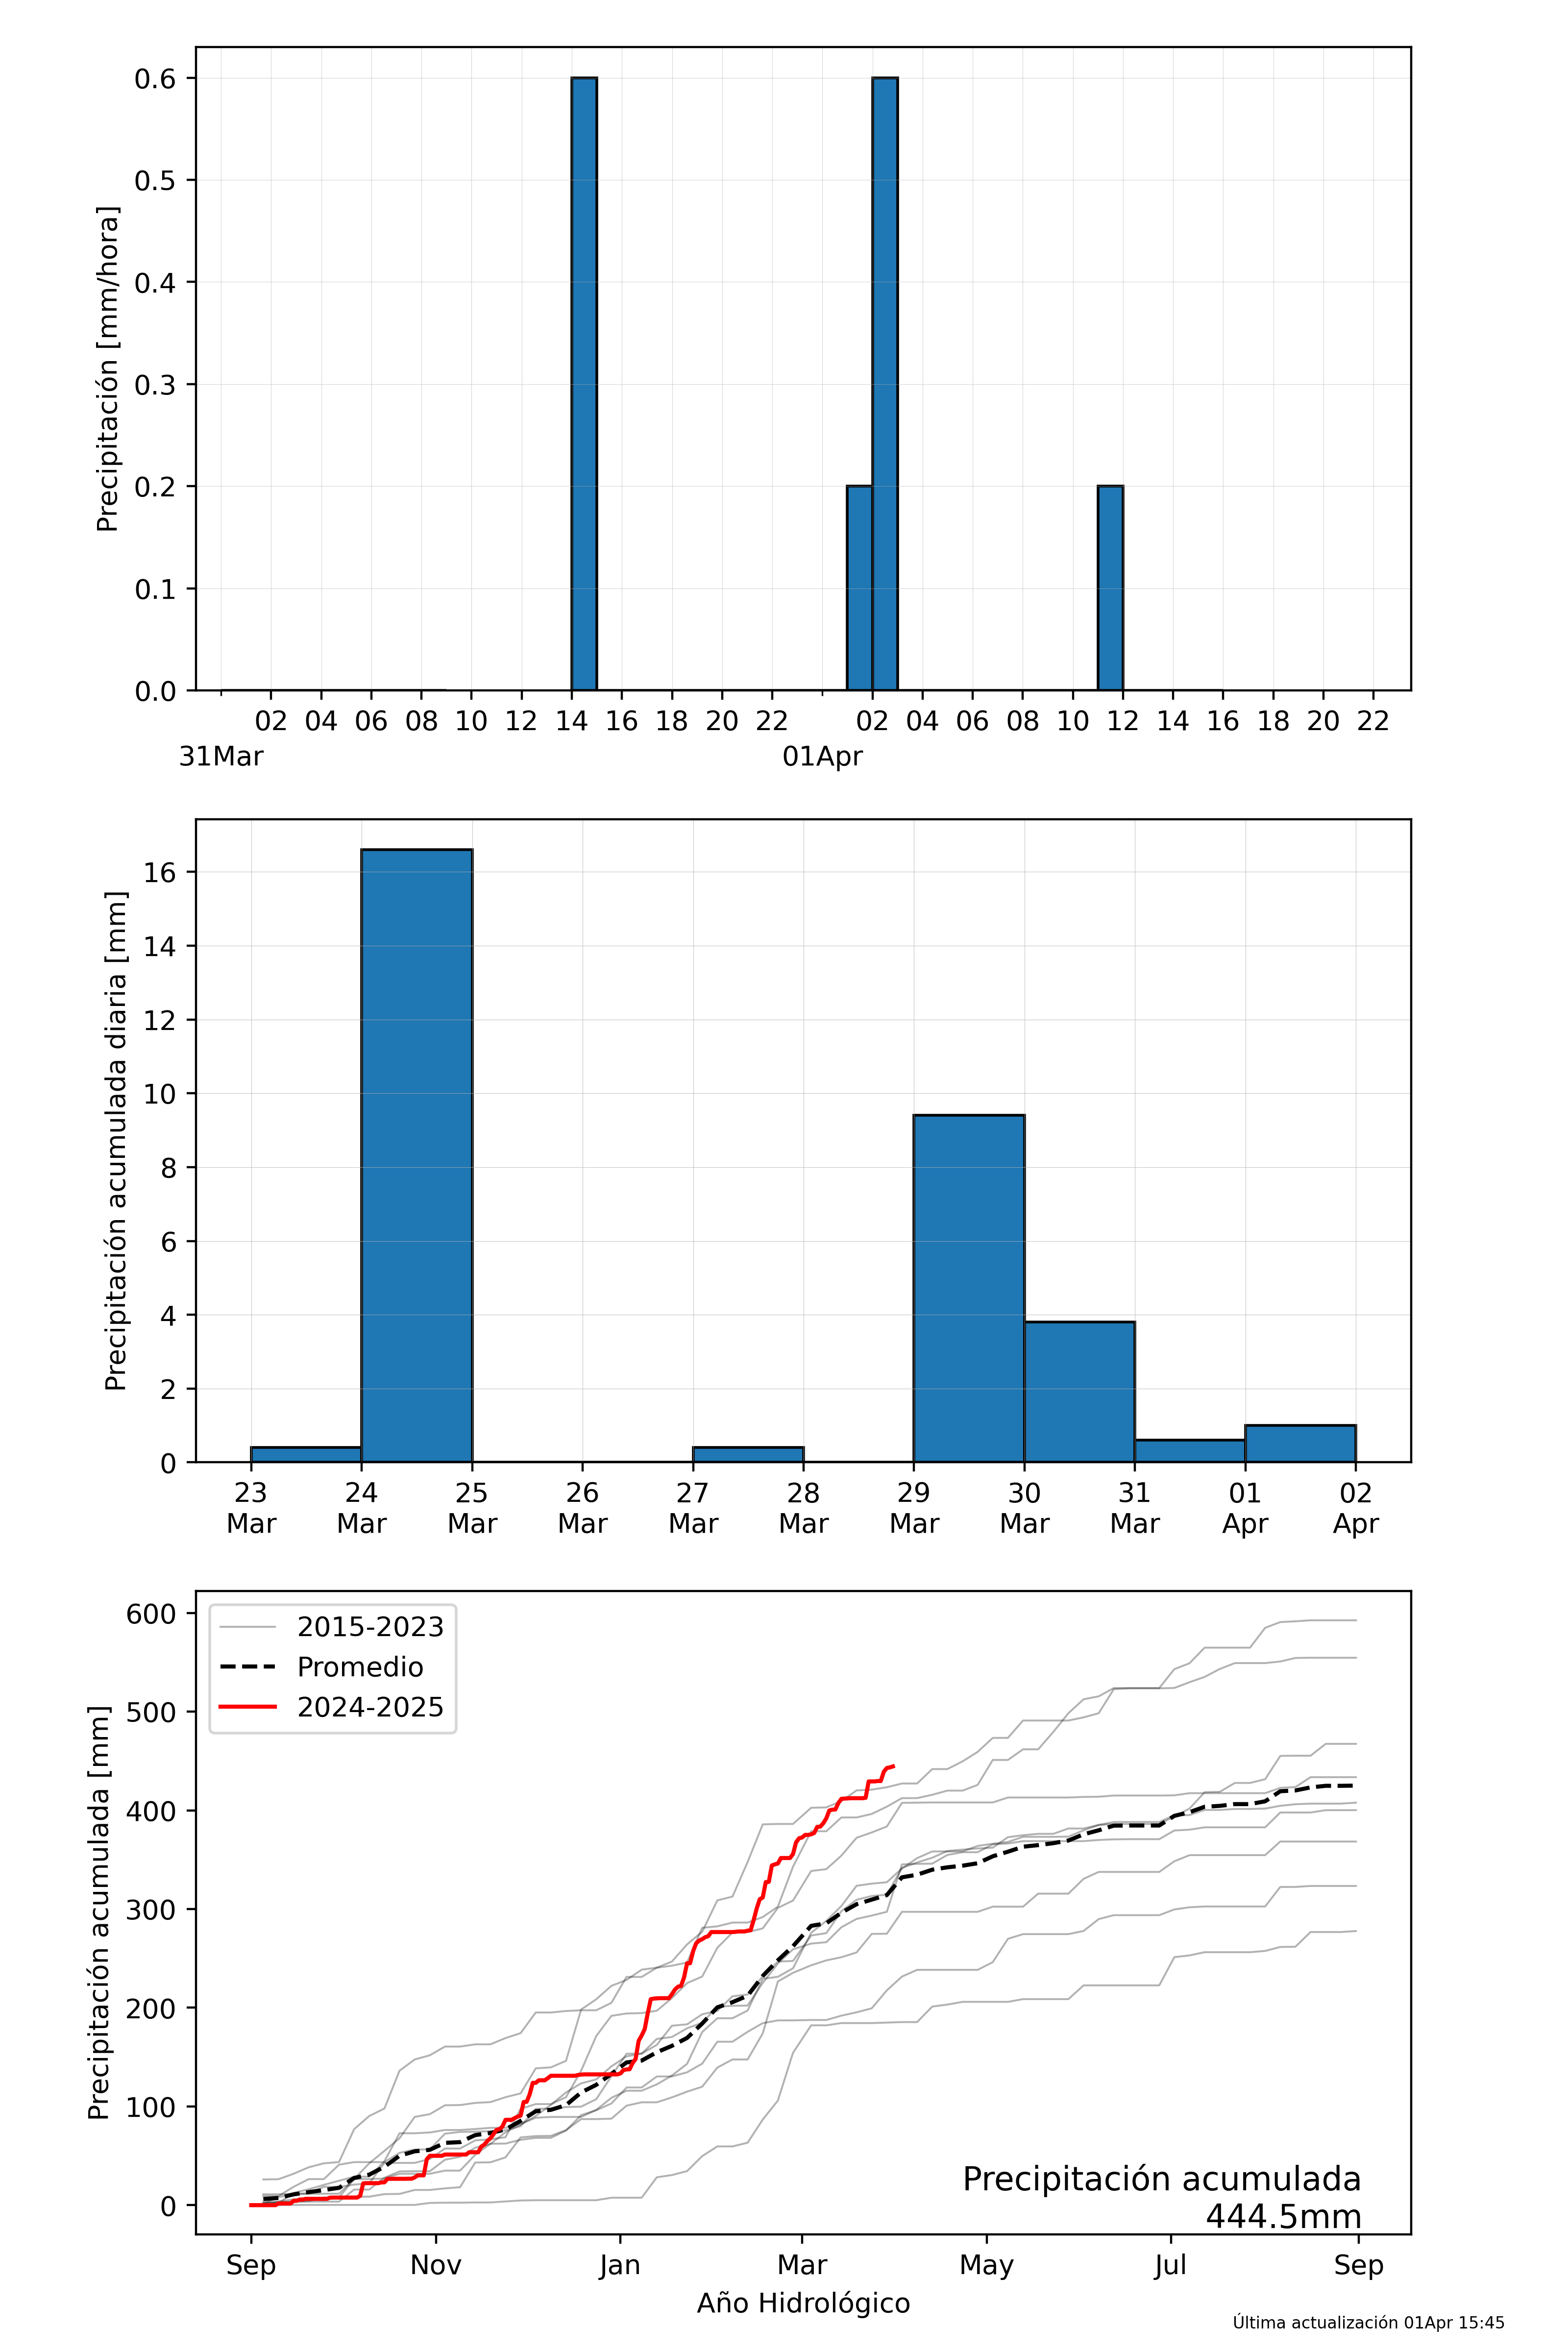 Precipitación [mm/hora]
0.6
0.5
0.4
0.3
0.2
0.1
0.0
02 04 06 08 10 12 14 16 18 20 22 02 04 06 08 10 12 14 16 18 20 22
31Mar 01Apr
Precipitación acumulada diaria [mm]
16
14
12
10
8
6
4
2
0
23 24 25 26 27 28 29 30 31 01 02
Mar Mar Mar Mar Mar Mar Mar Mar Mar Apr Apr
Precipitación acumulada [mm]
600
500
400
300
200
100
0
2015-2023
Promedio
2024-2025
Precipitación acumulada
444.5mm
Sep Nov Jan Mar May Jul Sep
Año Hidrológico
Última actualización 01Apr 15:45